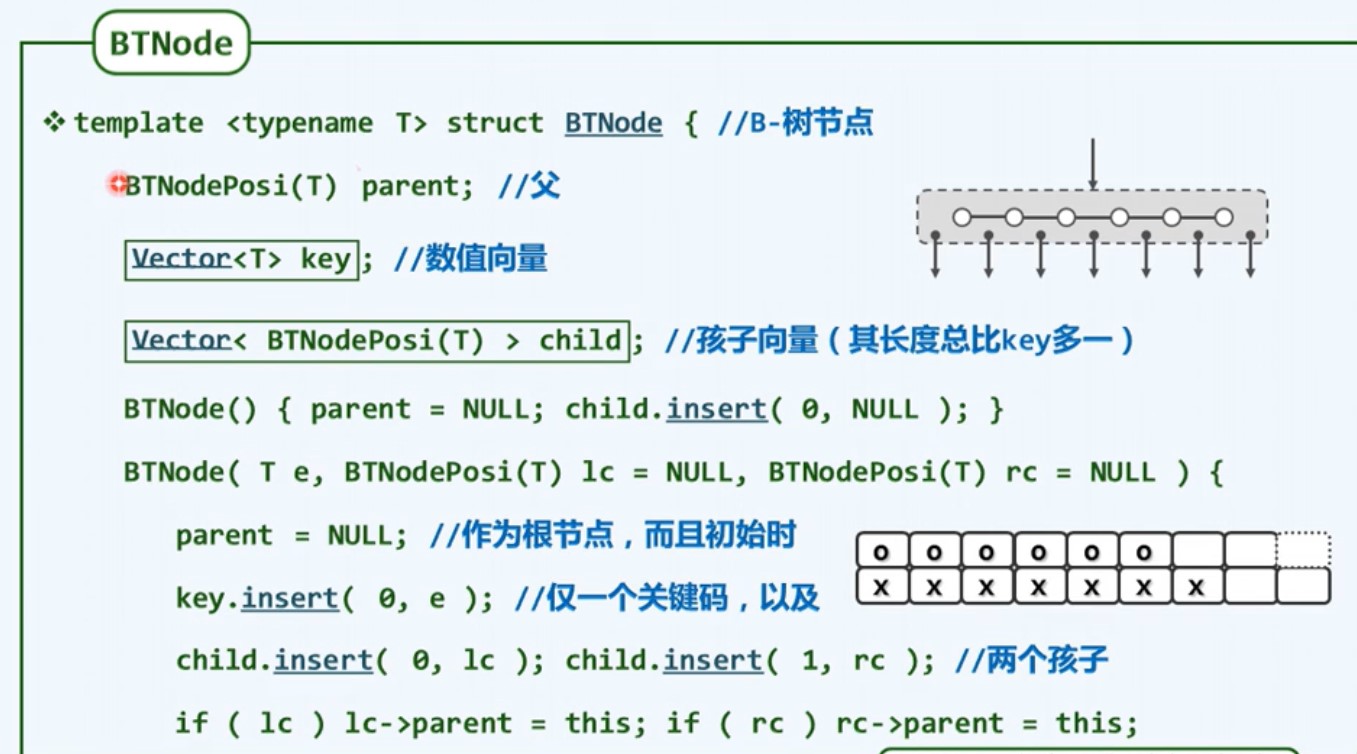 BTNode
❖ template <typename T> struct BTNode { //B-树节点
BTNodePosi(T) parent; //父
Vector<T> key; //数值向量
Vector< BTNodePosi(T) > child; //孩子向量（其长度总比key多一）
BTNode() { parent = NULL; child.insert( 0, NULL ); }
BTNode( T e, BTNodePosi(T) lc = NULL, BTNodePosi(T) rc = NULL ) {
parent = NULL; //作为根节点，而且初始时
o o o o o o
key.insert( 0, e ); //仅一个关键码，以及
x x x x x x x
child.insert( 0, lc ); child.insert( 1, rc ); //两个孩子
if ( lc ) lc->parent = this; if ( rc ) rc->parent = this;